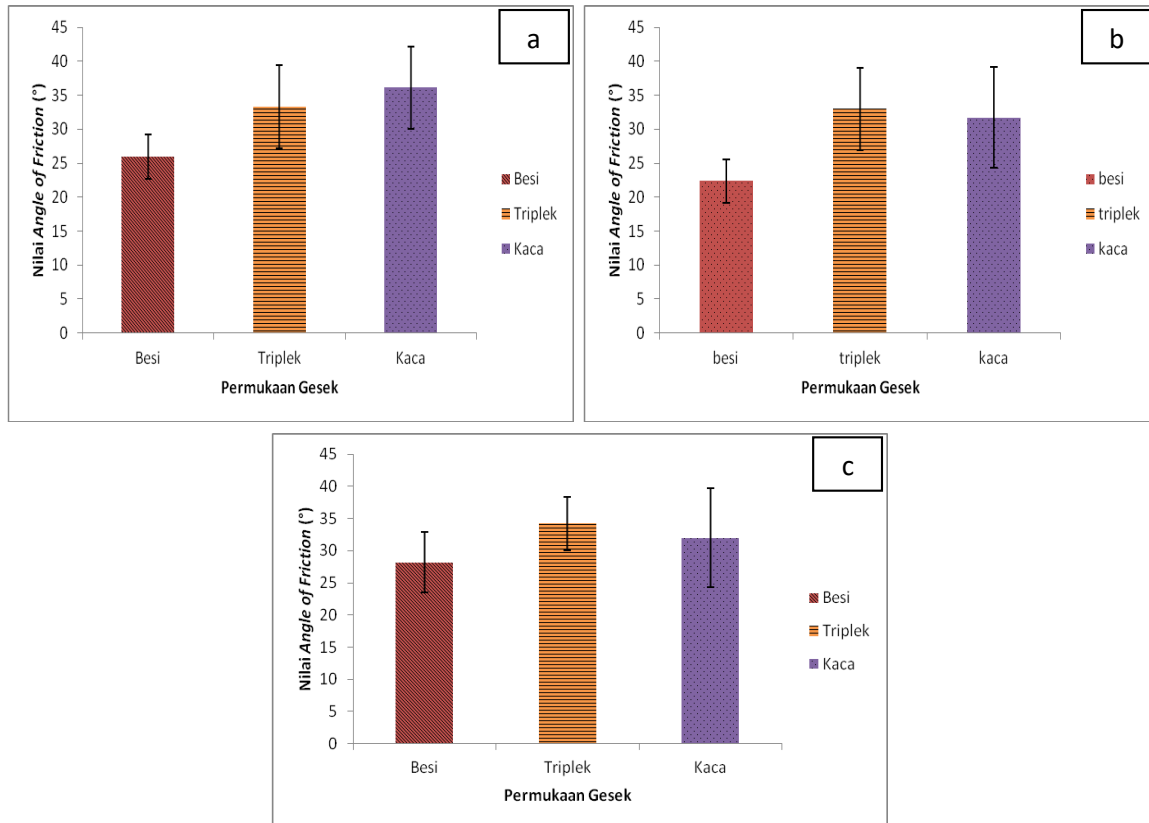 a
45
40
35
30
25
20
15
10
5
0
Nilai Angle of Friction (°)
Besi
Triplek
Kaca
Permukaan Gesek
Besi
Triplek
Kaca
b
45
40
35
30
25
20
15
10
5
0
Nilai Angle of Friction (°)
besi
triplek
kaca
Permukaan Gesek
besi
triplek
kaca
c
45
40
35
30
25
20
15
10
5
0
Nilai Angle of Friction (°)
Besi
Triplek
Kaca
Permukaan Gesek
Besi
Triplek
Kaca